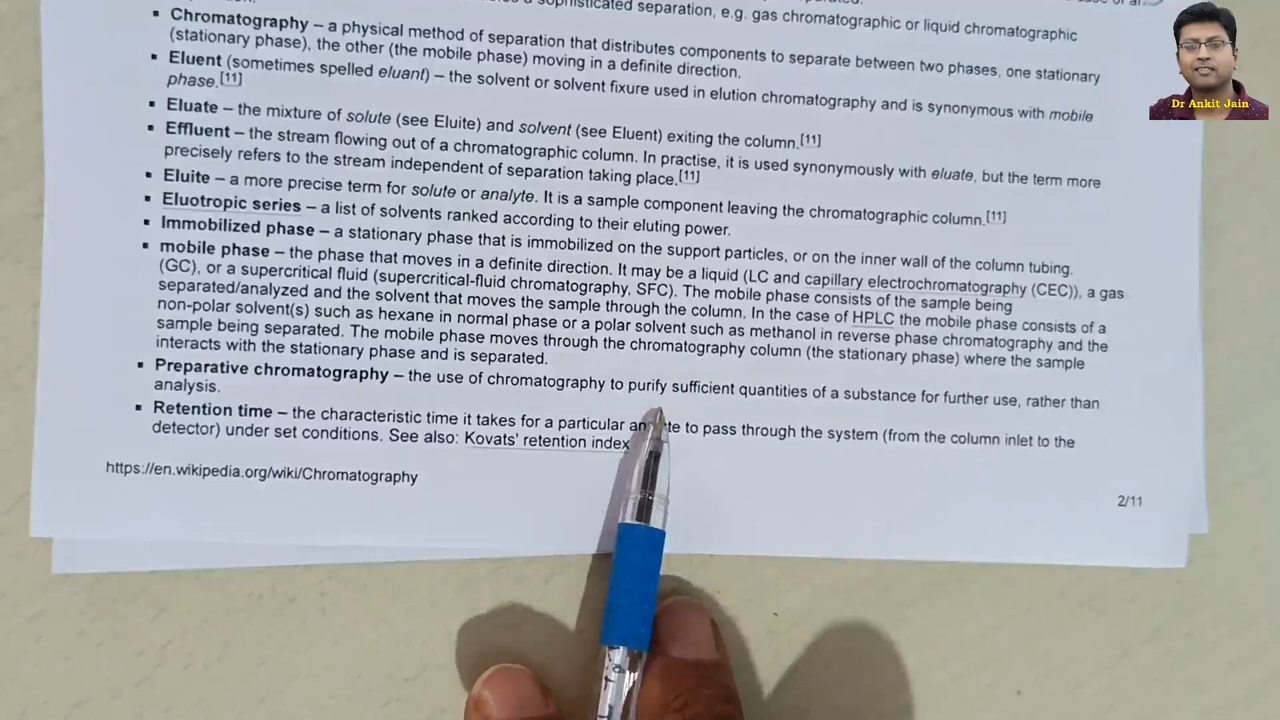 a sophisticated separation, e.g. gas chromatographic or liquid chromatographic
▪ Chromatography – a physical method of separation that distributes components to separate between two phases, one stationary
(stationary phase), the other (the mobile phase) moving in a definite direction.
▪ Eluent (sometimes spelled eluant) – the solvent or solvent fixure used in elution chromatography and is synonymous with mobile
phase.[11]
▪ Eluate – the mixture of solute (see Eluite) and solvent (see Eluent) exiting the column.[11]
▪ Effluent – the stream flowing out of a chromatographic column. In practise, it is used synonymously with eluate, but the term more
precisely refers to the stream independent of separation taking place.[11]
▪ Eluite – a more precise term for solute or analyte. It is a sample component leaving the chromatographic column.[11]
▪ Eluotropic series – a list of solvents ranked according to their eluting power.
▪ Immobilized phase – a stationary phase that is immobilized on the support particles, or on the inner wall of the column tubing.
▪ mobile phase – the phase that moves in a definite direction. It may be a liquid (LC and capillary electrochromatography (CEC)), a gas
(GC), or a supercritical fluid (supercritical-fluid chromatography, SFC). The mobile phase consists of the sample being
separated/analyzed and the solvent that moves the sample through the column. In the case of HPLC the mobile phase consists of a
non-polar solvent(s) such as hexane in normal phase or a polar solvent such as methanol in reverse phase chromatography and the
sample being separated. The mobile phase moves through the chromatography column (the stationary phase) where the sample
interacts with the stationary phase and is separated.
▪ Preparative chromatography – the use of chromatography to purify sufficient quantities of a substance for further use, rather than
analysis.
▪ Retention time – the characteristic time it takes for a particular an te to pass through the system (from the column inlet to the
detector) under set conditions. See also: Kovats' retention index
https://en.wikipedia.org/wiki/Chromatography
2/11
Dr Ankit Jain